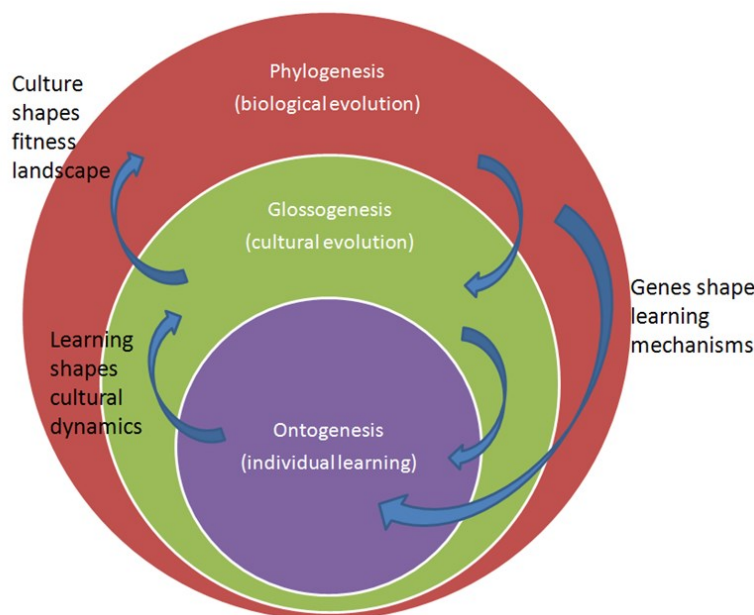 Phylogenesis
(biological evolution)
Culture
shapes
fitness
landscape
Glossogenesis
(cultural evolution)
Genes shape
learning
mechanisms
Learning
shapes
cultural
dynamics
Ontogenesis
(individual learning)